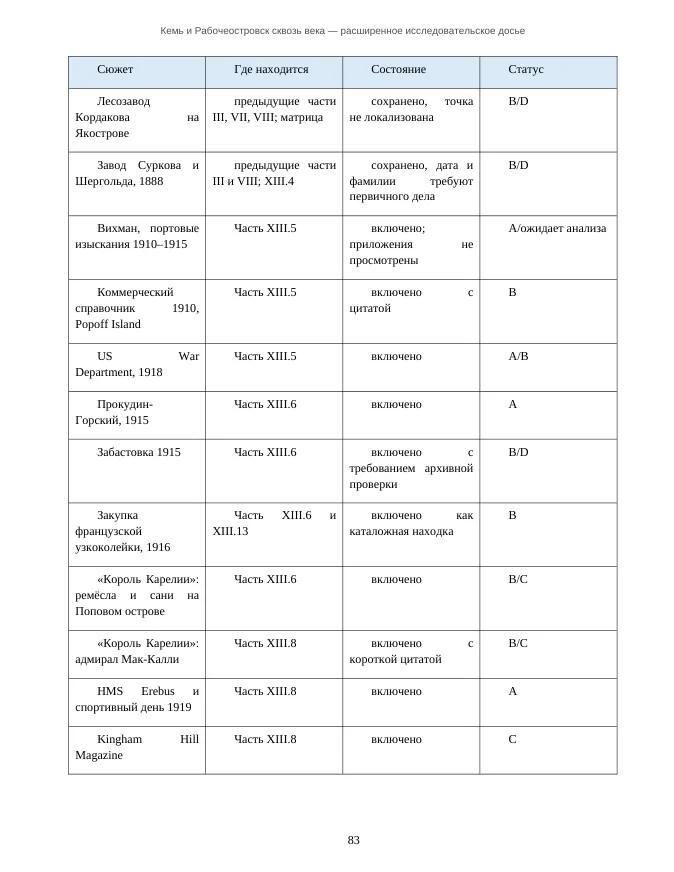 Кемь и Рабочеостровск сквозь века — расширенное исследовательское досье
Сюжет Где находится Состояние Статус
Лесозавод
Кордакова на
Якострове
предыдущие части
III, VII, VIII; матрица
сохранено, точка
не локализована
B/D
Завод Суркова и
Шергольда, 1888
предыдущие части
III и VIII; XIII.4
сохранено, дата и
фамилии требуют
первичного дела
B/D
Вихман, портовые
изыскания 1910–1915
Часть XIII.5
включено;
приложения не
просмотрены
A/ожидает анализа
Коммерческий
справочник 1910,
Popoff Island
Часть XIII.5
включено с
цитатой
B
US War
Department, 1918
Часть XIII.5
включено
A/B
Прокудин-
Горский, 1915
Часть XIII.6
включено
A
Забастовка 1915
Часть XIII.6
включено с
требованием архивной
проверки
B/D
Закупка
французской
узкоколейки, 1916
Часть XIII.6 и
XIII.13
включено как
каталожная находка
B
«Король Карелии»:
ремёсла и сани на
Поповом острове
Часть XIII.6
включено
B/C
«Король Карелии»:
адмирал Мак-Калли
Часть XIII.8
включено с
короткой цитатой
B/C
HMS Erebus и
спортивный день 1919
Часть XIII.8
включено
A
Kingham Hill
Magazine
Часть XIII.8
включено
C
83